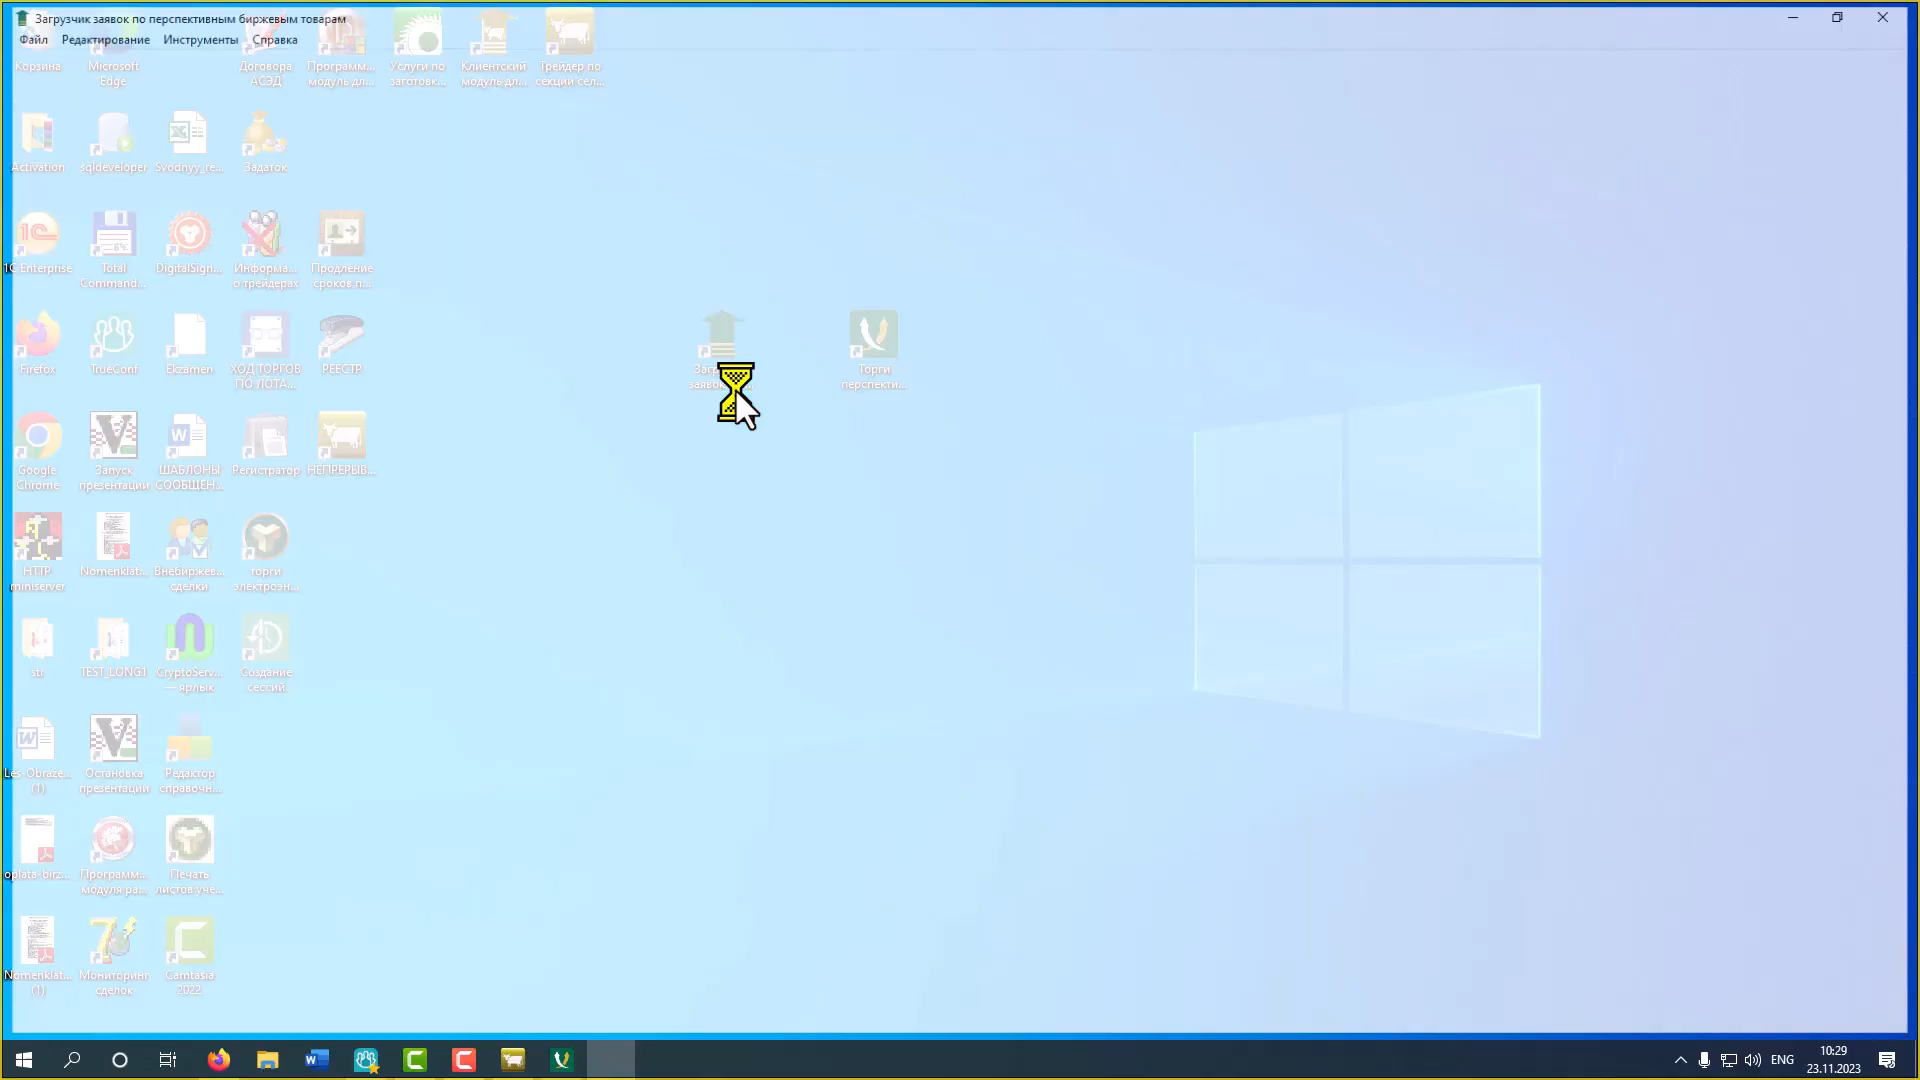 Загрузчик заявок по перспективным биржевым товарам
Файл Редактирование Инструменты Справка
Корзина
Microsoft
Edge
Договора
АСЭД
Программ...
модуль дл...
Услуги по
заготовк...
Клиентский
модуль дл...
Трейдер по
секции сел...
Activation
sqldeveloper
Svodnyy_re...
Задаток
1C Enterprise
Total
Command...
DigitalSign...
Информа...
о трейдерах
Продление
сроков п...
Firefox
TrueConf
Ekzamen
ХОД ТОРГОВ
ПО ЛОТА...
РЕЕСТР
Торги
перспекти...
Google
Chrome
Запуск
презентации
ШАБЛОНЫ
СООБЩЕН...
Регистратор
НЕПРЕРЫВ...
HTTP
miniserver
Nomenklat...
Внебиржев...
сделки
торги
электроэн...
str
TEST_LONG1
CryptoServ...
— ярлык
Создание
сессий
Les-Obraze...
(1)
Остановка
презентации
Редактор
справочн...
oplata-birz...
Программ...
модуля ра...
Печать
листов уче...
Nomenklat...
(1)
Мониторинг
сделок
Camtasia
2022
ENG
10:29
23.11.2023